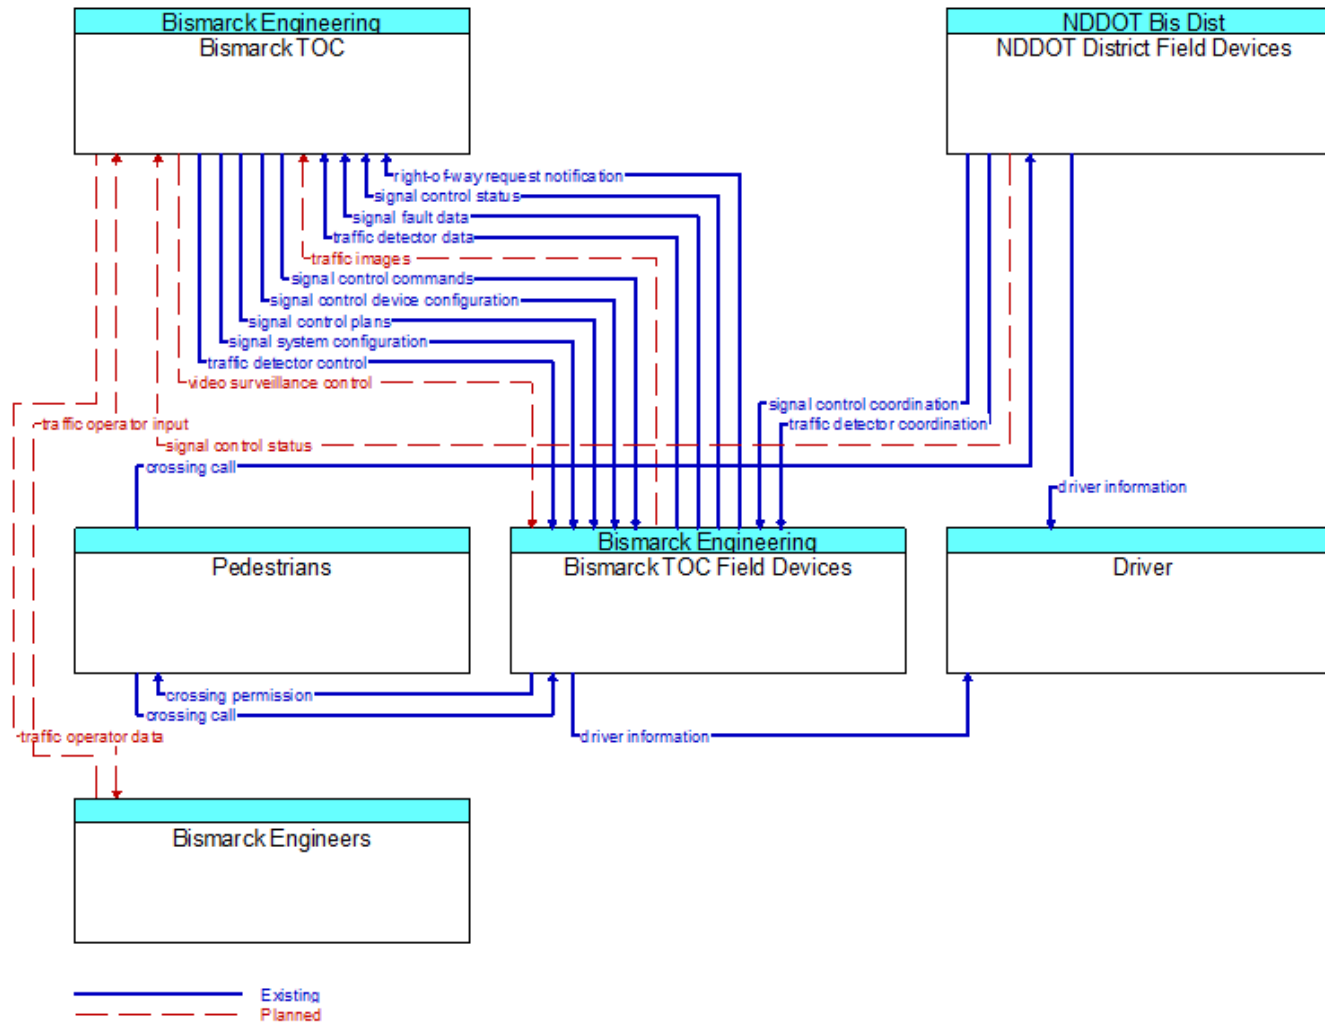 Bismarck Engineering
Bismarck TOC
NDDOT Bis Dist
NDDOT District Field Devices
right-of-way request notification
signal control status
signal fault data
traffic detector data
traffic images
signal control commands
signal control device configuration
signal control plans
signal system configuration
traffic detector control
video surveillance control
signal control coordination
traffic operator input
traffic detector coordination
signal control status
crossing call
driver information
Pedestrians
Bismarck Engineering
Bismarck TOC Field Devices
Driver
crossing permission
crossing call
traffic operator data
driver information
Bismarck Engineers
Existing
Planned